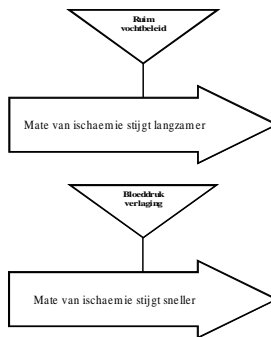 Ruim
vochtbeleid
Mate van ischaemie stijgt langzamer
Bloeddruk
verlaging
Mate van ischaemie stijgt sneller